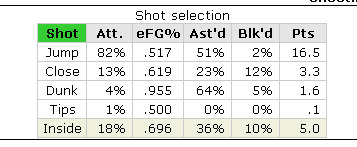 Shot selection
Shot Att. eFG% Ast'd Blk'd Pts
Jump 82% .517 51% 2% 16.5
Close 13% .619 23% 12% 3.3
Dunk 4% .955 64% 5% 1.6
Tips 1% .500 0% 0% .1
Inside 18% .696 36% 10% 5.0